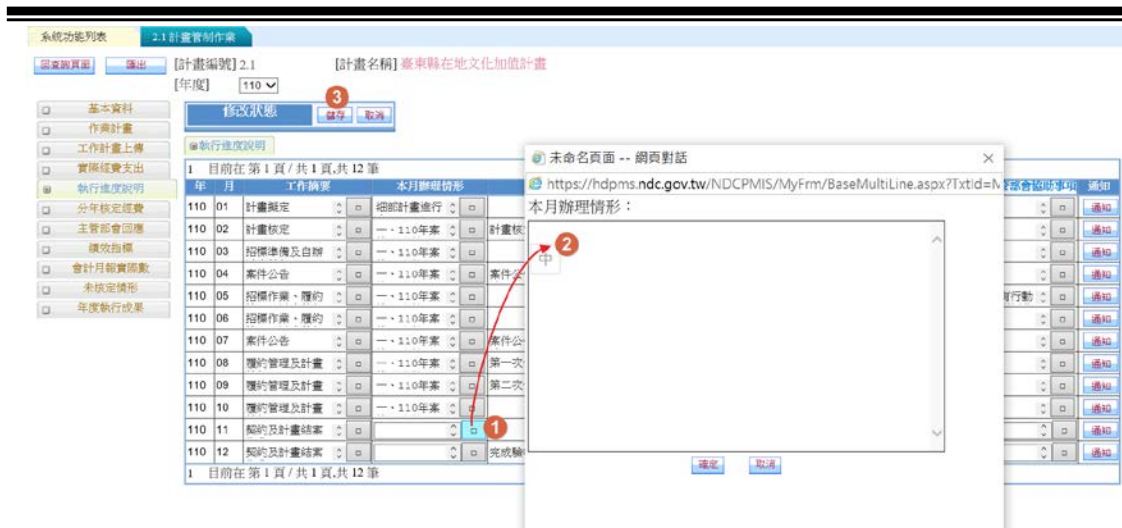 系統功能列表 2.1計畫管制作業
回查詢頁面 匯出 [計畫編號] 2.1 [計畫名稱] 臺東縣在地文化加值計畫
[年度] 110
3
修改狀態 儲存 取消
基本資料
作業計畫
工作計畫上傳
實際經費支出
執行進度說明
分年核定經費
主管部會回應
績效指標
會計月報實際數
未核定情形
年度執行成果
執行進度說明
1 目前在 第 1 頁 / 共 1 頁,共 12 筆
年 月 工作摘要 本月辦理情形 部會協助事項 通知
110 01 計畫擬定 細部計畫進行 通知
110 02 計畫核定 一、110年案 計畫核 通知
110 03 招標準備及自辦 一、110年案 通知
110 04 案件公告 一、110年案 案件公 通知
110 05 招標作業、履約 一、110年案 行動 通知
110 06 招標作業、履約 一、110年案 通知
110 07 案件公告 一、110年案 案件公 通知
110 08 履約管理及計畫 一、110年案 第一次 通知
110 09 履約管理及計畫 一、110年案 第二次 通知
110 10 履約管理及計畫 一、110年案 通知
110 11 契約及計畫結案 1 通知
110 12 契約及計畫結案 完成驗 通知
1 目前在 第 1 頁 / 共 1 頁,共 12 筆
未命名頁面 -- 網頁對話
https://hdpms.ndc.gov.tw/NDCPMIS/MyFrm/BaseMultiLine.aspx?TxtId=
本月辦理情形：
2
中
確定 取消